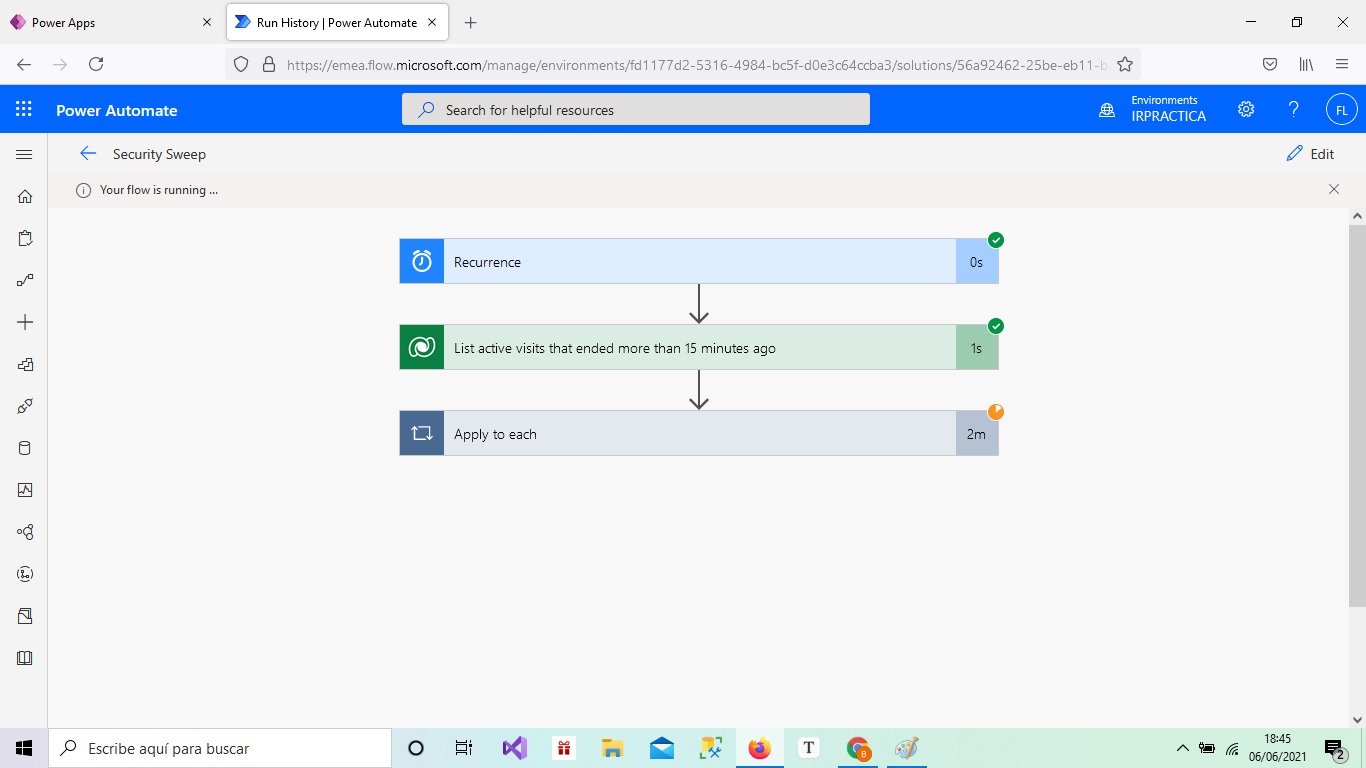 Power Apps
Run History | Power Automate
https://emea.flow.microsoft.com/manage/environments/fd1177d2-5316-4984-bc5f-d0e3c64ccba3/solutions/56a92462-25be-eb11-b
Power Automate
Search for helpful resources
Environments
IRPRACTICA
?
FL
Security Sweep
Edit
Your flow is running ...
Recurrence 0s
List active visits that ended more than 15 minutes ago 1s
Apply to each 2m
Escribe aquí para buscar
T
B
18:45
06/06/2021
2